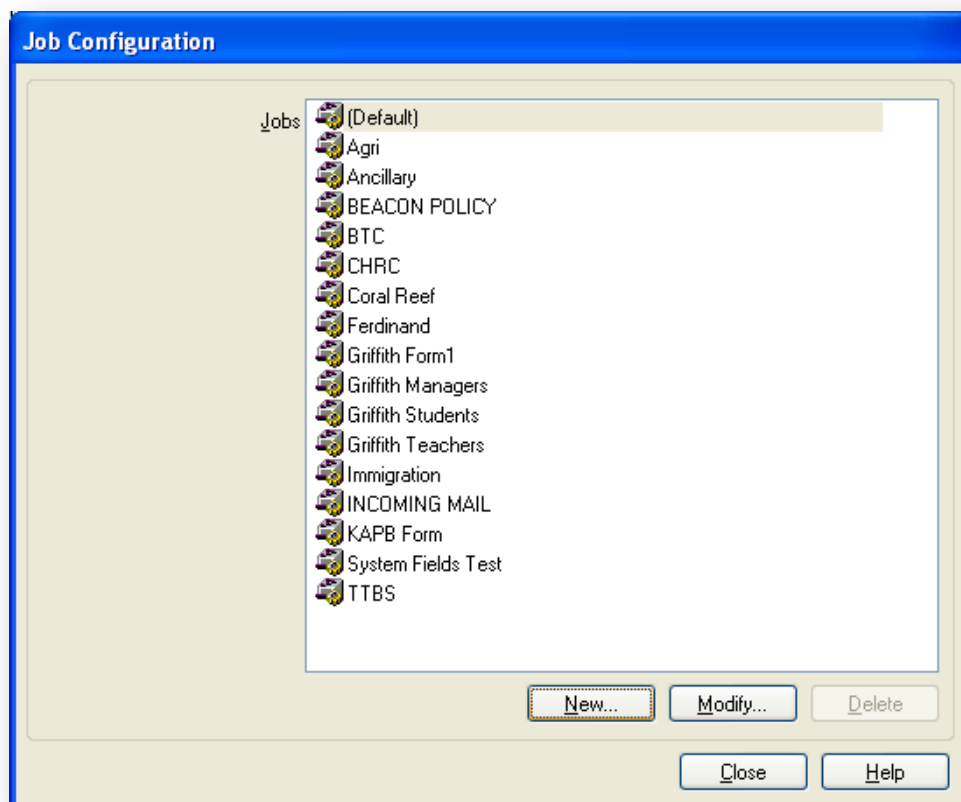 Job Configuration
Jobs
(Default)
Agri
Ancillary
BEACON POLICY
BTC
CHRC
Coral Reef
Ferdinand
Griffith Form1
Griffith Managers
Griffith Students
Griffith Teachers
Immigration
INCOMING MAIL
KAPB Form
System Fields Test
TTBS
New... Modify... Delete
Close Help